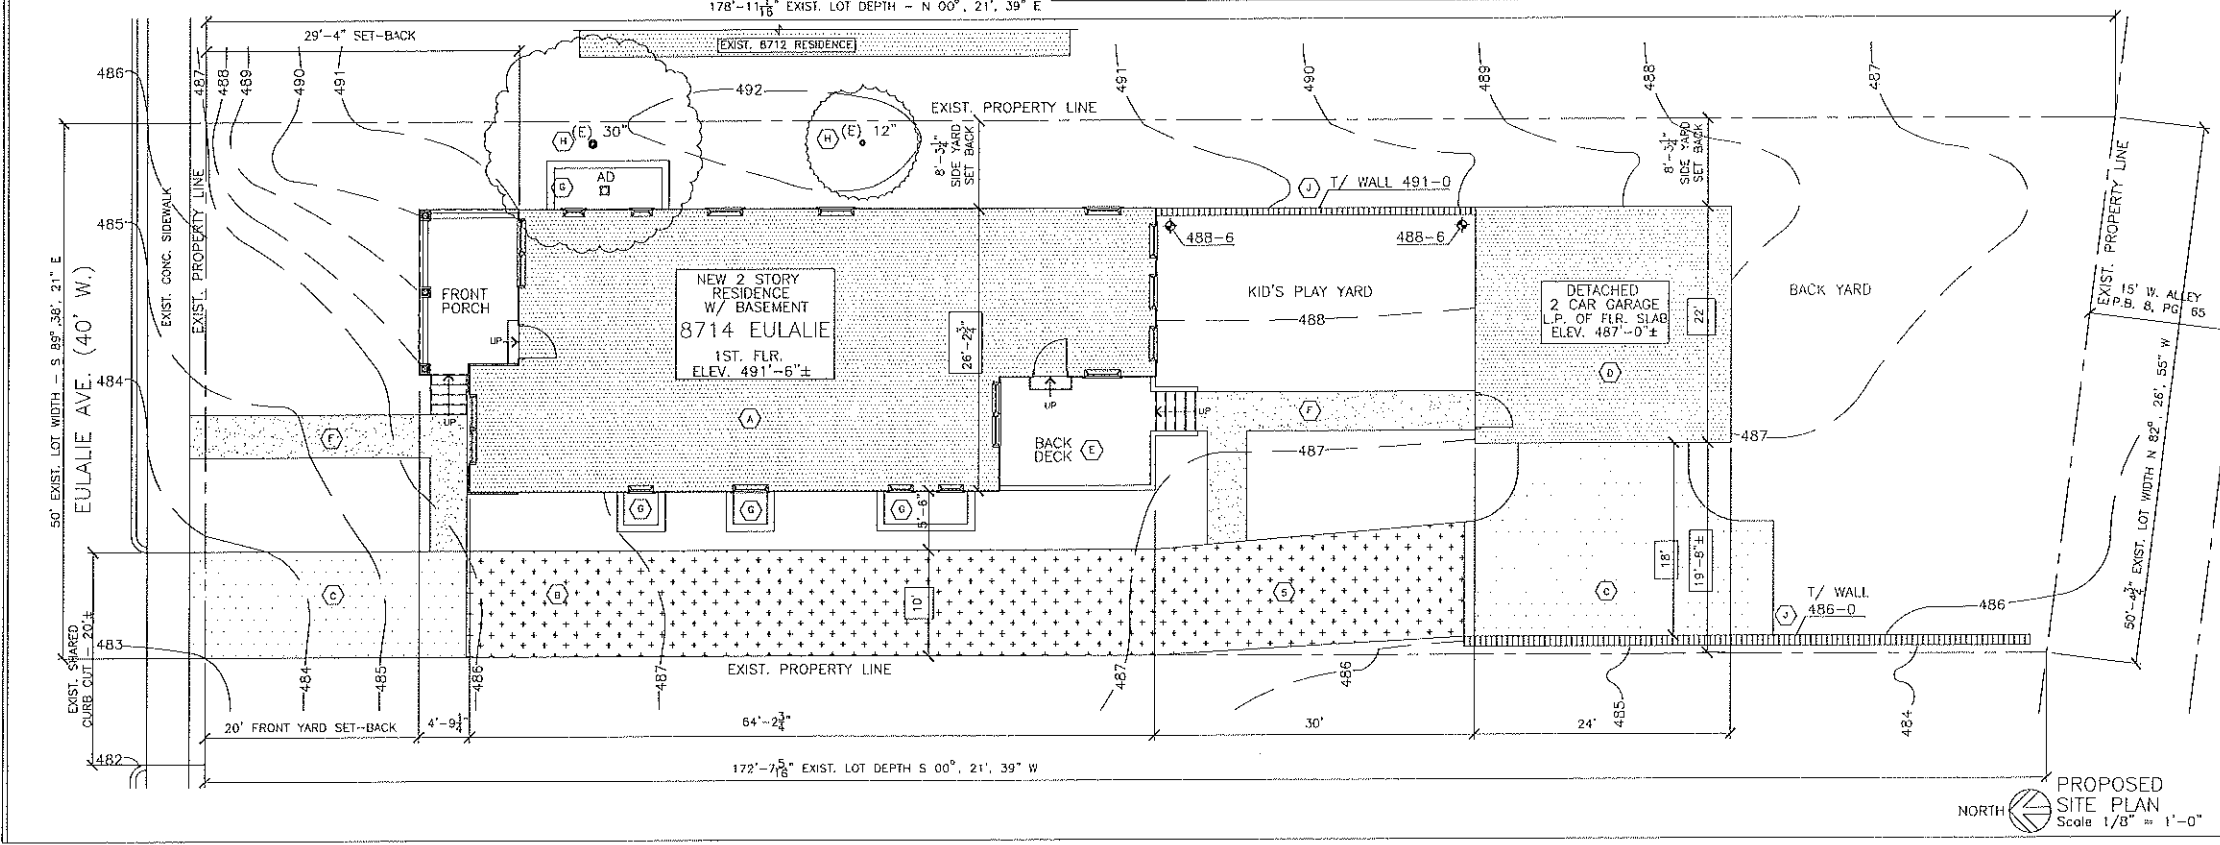 178'-11 1/16" EXIST. LOT DEPTH - N 00°, 21', 39" E
29'-4" SET-BACK
EXIST. 8712 RESIDENCE
486
487
488
489
490
491
492
491
490
489
488
487
EXIST. PROPERTY LINE
H
(E) 30"
H
(E) 12"
8'-3 1/4"
SIDE YARD
SET BACK
8'-3 1/4"
SIDE YARD
SET BACK
G
AD
J
T/ WALL 491-0
EXIST. CONC. SIDEWALK
EXIST. PROPERTY LINE
EXIST. PROPERTY LINE
485
488-6
488-6
50' EXIST. LOT WIDTH - S 89°, 38', 21" E
EULALIE AVE. (40' W.)
FRONT
PORCH
UP
NEW 2 STORY
RESIDENCE
W/ BASEMENT
8714 EULALIE
1ST. FLR.
ELEV. 491'-6"±
26'-2 3/4"
KID'S PLAY YARD
488
DETACHED
2 CAR GARAGE
L.P. OF FLR. SLAB
ELEV. 487'-0"±
22'
BACK YARD
15' W. ALLEY
P.B. 8, PG. 65
484
D
UP
UP
UP
A
F
F
BACK
DECK
E
487
487
50'-4 3/4" EXIST. LOT WIDTH N 82° 26', 55" W
G
G
G
5'-6"
18'
19'-8"±
C
B
10'
5
C
J
T/ WALL
486-0
486
EXIST. SHARED
CURB CUT - 20'±
483
484
485
486
487
EXIST. PROPERTY LINE
487
486
485
484
20' FRONT YARD SET-BACK
4'-9 1/4"
64'-2 3/4"
30'
24'
482
172'-7 5/16" EXIST. LOT DEPTH S 00°, 21', 39" W
NORTH
PROPOSED
SITE PLAN
Scale 1/8" = 1'-0"